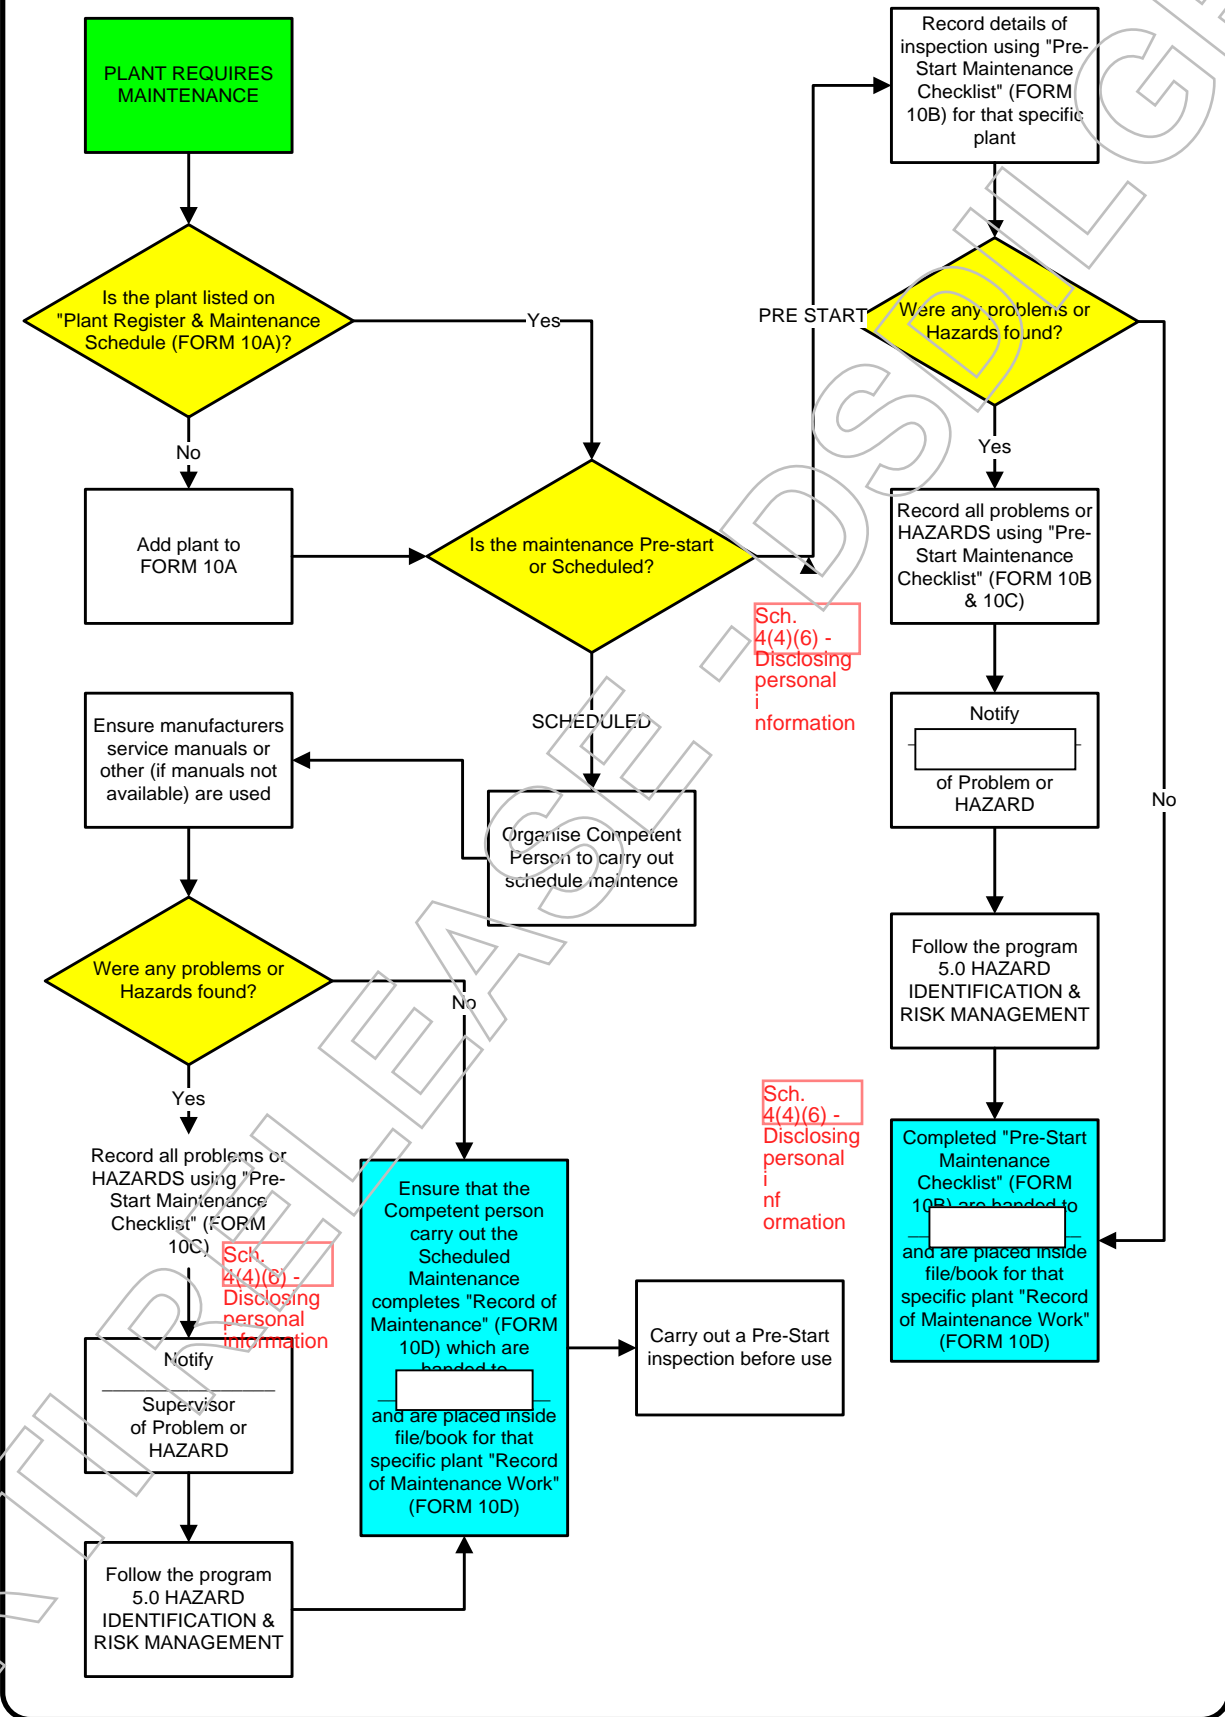 PLANT REQUIRES
MAINTENANCE
Is the plant listed on
"Plant Register & Maintenance
Schedule (FORM 10A)?
Yes
No
Add plant to
FORM 10A
Is the maintenance Pre-start
or Scheduled?
PRE START
SCHEDULED
Record details of
inspection using "Pre-
Start Maintenance
Checklist" (FORM
10B) for that specific
plant
Were any problems or
Hazards found?
Yes
No
Record all problems or
HAZARDS using "Pre-
Start Maintenance
Checklist" (FORM 10B
& 10C)
Sch.
4(4)(6) -
Disclosing
personal
i
nformation
Notify
of Problem or
HAZARD
Follow the program
5.0 HAZARD
IDENTIFICATION &
RISK MANAGEMENT
Sch.
4(4)(6) -
Disclosing
personal
i
nf
ormation
Completed "Pre-Start
Maintenance
Checklist" (FORM
10B) are handed to
and are placed inside
file/book for that
specific plant "Record
of Maintenance Work"
(FORM 10D)
Organise Competent
Person to carry out
schedule maintence
Ensure manufacturers
service manuals or
other (if manuals not
available) are used
Were any problems or
Hazards found?
No
Yes
Record all problems or
HAZARDS using "Pre-
Start Maintenance
Checklist" (FORM
10C)
Sch.
4(4)(6) -
Disclosing
personal
information
Notify
Supervisor
of Problem or
HAZARD
Follow the program
5.0 HAZARD
IDENTIFICATION &
RISK MANAGEMENT
Ensure that the
Competent person
carry out the
Scheduled
Maintenance
completes "Record of
Maintenance" (FORM
10D) which are
handed to
and are placed inside
file/book for that
specific plant "Record
of Maintenance Work"
(FORM 10D)
Carry out a Pre-Start
inspection before use
RTI RELEASE - DSDILGP